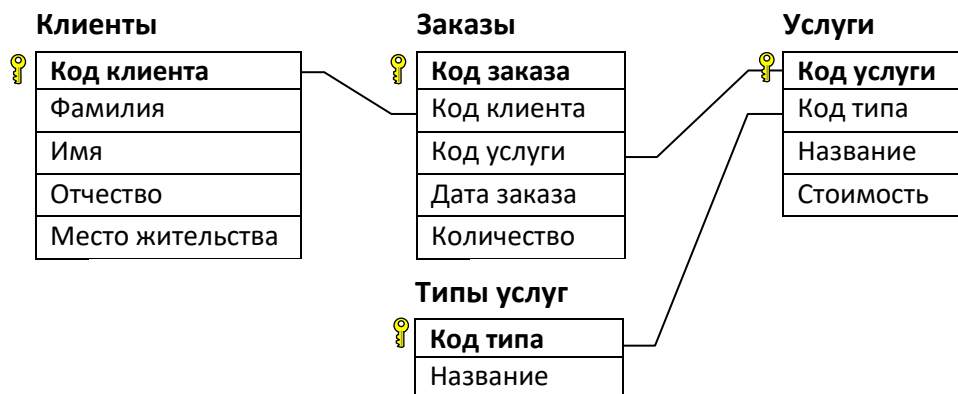 Клиенты
Код клиента
Фамилия
Имя
Отчество
Место жительства
Заказы
Код заказа
Код клиента
Код услуги
Дата заказа
Количество
Услуги
Код услуги
Код типа
Название
Стоимость
Типы услуг
Код типа
Название